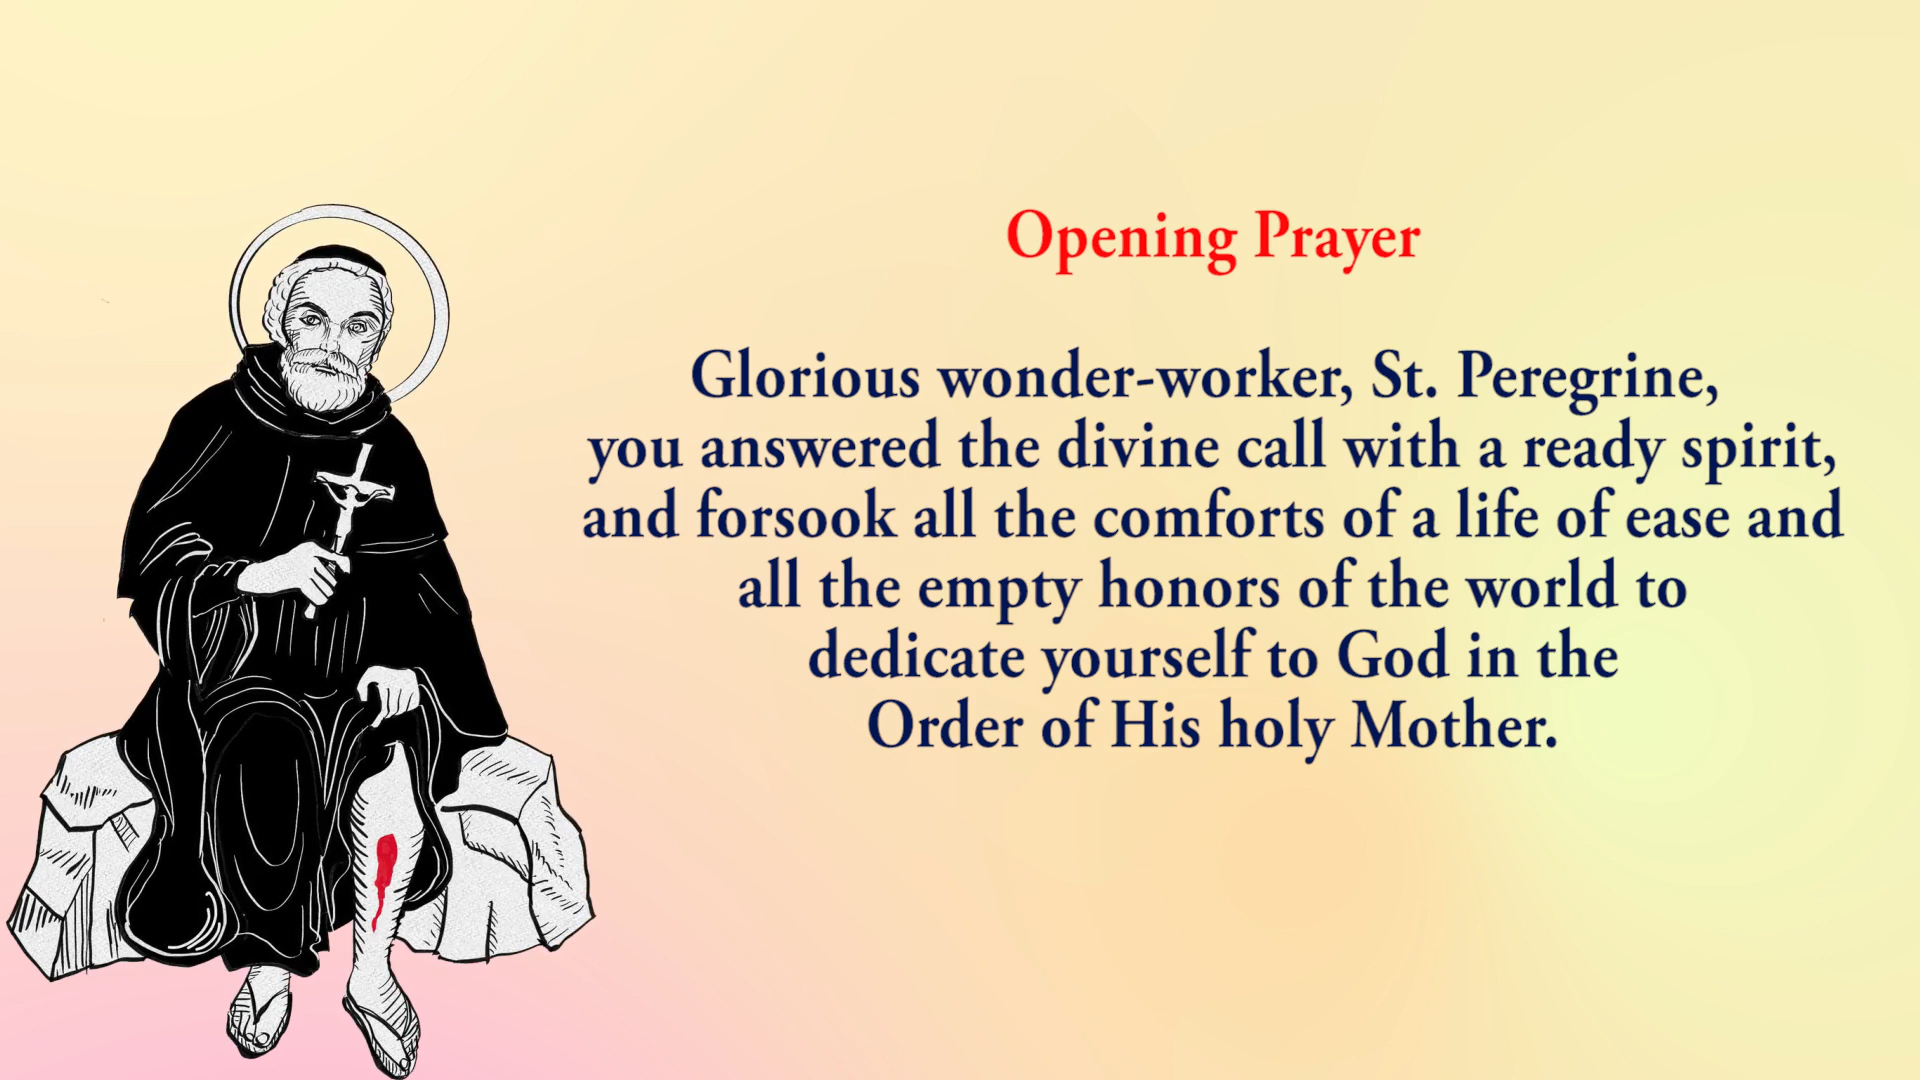 Opening Prayer
Glorious wonder-worker, St. Peregrine,
you answered the divine call with a ready spirit,
and forsook all the comforts of a life of ease and
all the empty honors of the world to
dedicate yourself to God in the
Order of His holy Mother.